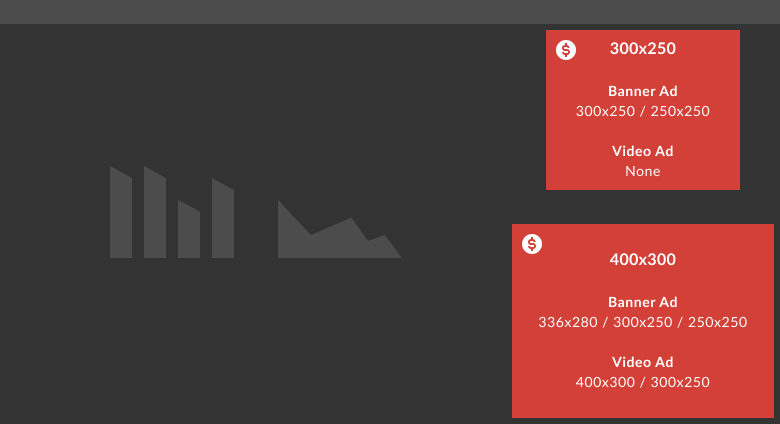 $
300x250
Banner Ad
300x250 / 250x250
Video Ad
None
$
400x300
Banner Ad
336x280 / 300x250 / 250x250
Video Ad
400x300 / 300x250